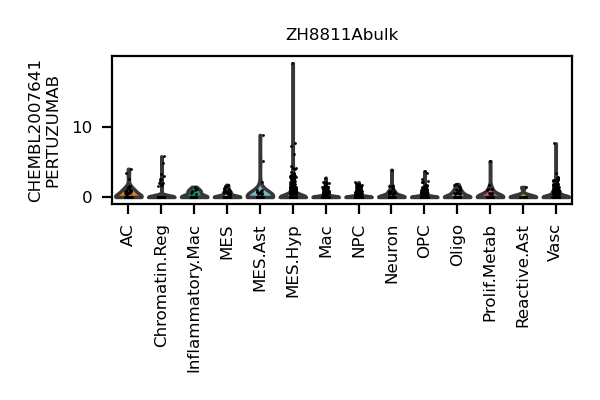 ZH8811Abulk
CHEMBL2007641
PERTUZUMAB
10
0
AC
Chromatin.Reg
Inflammatory.Mac
MES
MES.Ast
MES.Hyp
Mac
NPC
Neuron
OPC
Oligo
Prolif.Metab
Reactive.Ast
Vasc